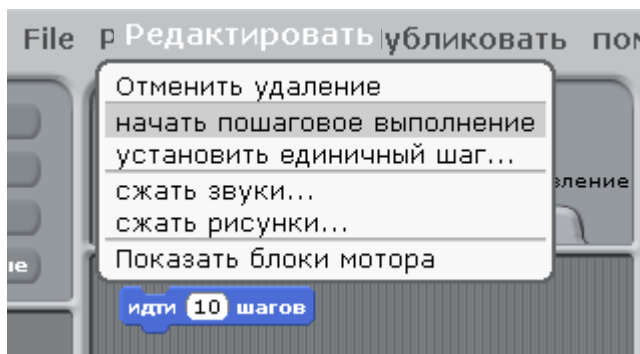 File Редактировать убликовать
Отменить удаление
начать пошаговое выполнение
установить единичный шаг...
вление
сжать звуки...
сжать рисунки...
Показать блоки мотора
идти 10 шагов